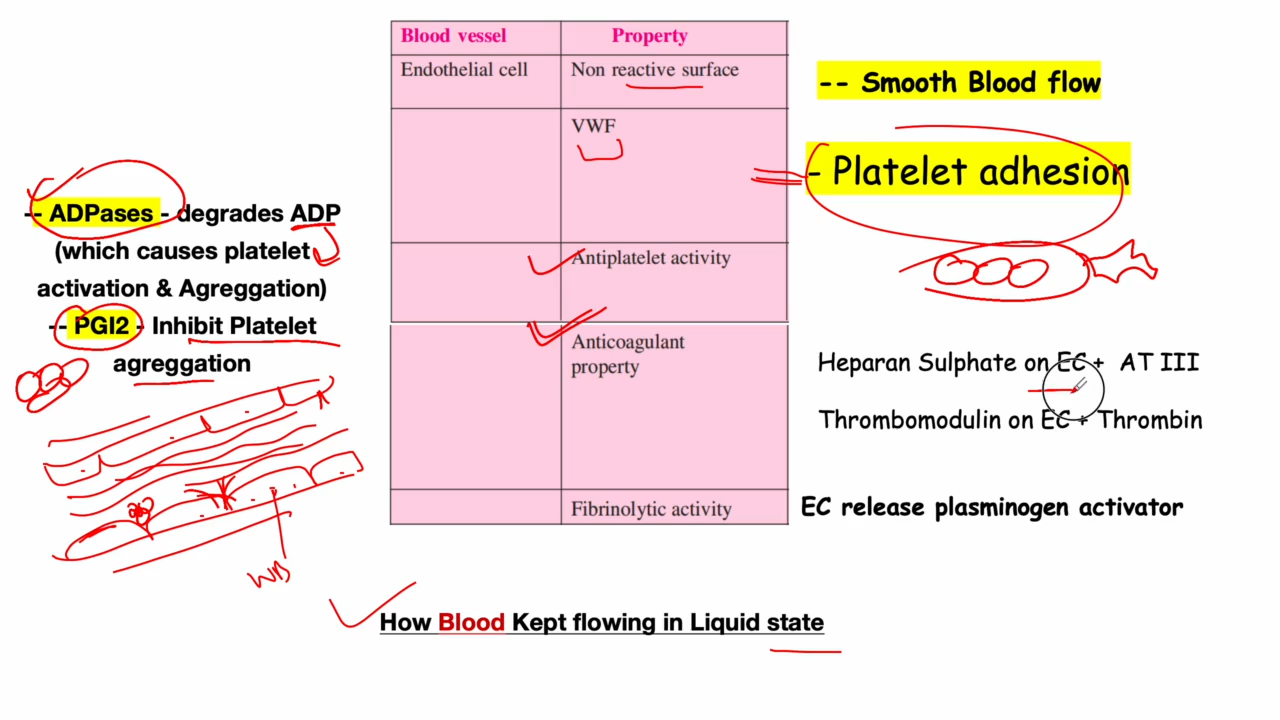 Blood vessel Property
Endothelial cell Non reactive surface
-- Smooth Blood flow
VWF
- Platelet adhesion
-- ADPases - degrades ADP
(which causes platelet
activation & Agreggation)
-- PGI2 - Inhibit Platelet
agreggation
Antiplatelet activity
Anticoagulant
property
Heparan Sulphate on EC + AT III
Thrombomodulin on EC + Thrombin
Fibrinolytic activity
EC release plasminogen activator
How Blood Kept flowing in Liquid state